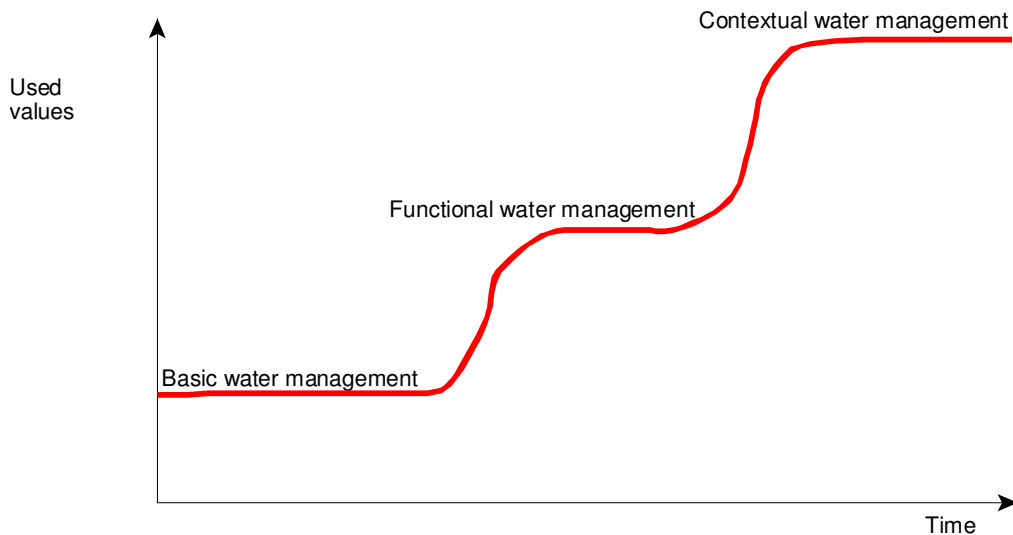 Contextual water management
Used
values
Functional water management
Basic water management
Time